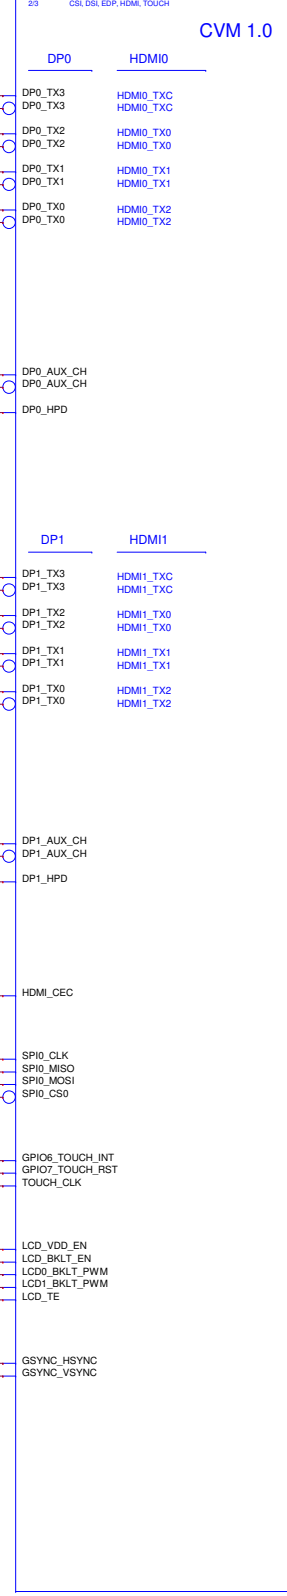 2/3 CSI, DSI, EDP, HDMI, TOUCH
CVM 1.0
DP0 HDMI0
DP0_TX3 HDMI0_TXC
DP0_TX3 HDMI0_TXC
DP0_TX2 HDMI0_TX0
DP0_TX2 HDMI0_TX0
DP0_TX1 HDMI0_TX1
DP0_TX1 HDMI0_TX1
DP0_TX0 HDMI0_TX2
DP0_TX0 HDMI0_TX2
DP0_AUX_CH
DP0_AUX_CH
DP0_HPD
DP1 HDMI1
DP1_TX3 HDMI1_TXC
DP1_TX3 HDMI1_TXC
DP1_TX2 HDMI1_TX0
DP1_TX2 HDMI1_TX0
DP1_TX1 HDMI1_TX1
DP1_TX1 HDMI1_TX1
DP1_TX0 HDMI1_TX2
DP1_TX0 HDMI1_TX2
DP1_AUX_CH
DP1_AUX_CH
DP1_HPD
HDMI_CEC
SPI0_CLK
SPI0_MISO
SPI0_MOSI
SPI0_CS0
GPIO6_TOUCH_INT
GPIO7_TOUCH_RST
TOUCH_CLK
LCD_VDD_EN
LCD_BKLT_EN
LCD0_BKLT_PWM
LCD1_BKLT_PWM
LCD_TE
GSYNC_HSYNC
GSYNC_VSYNC